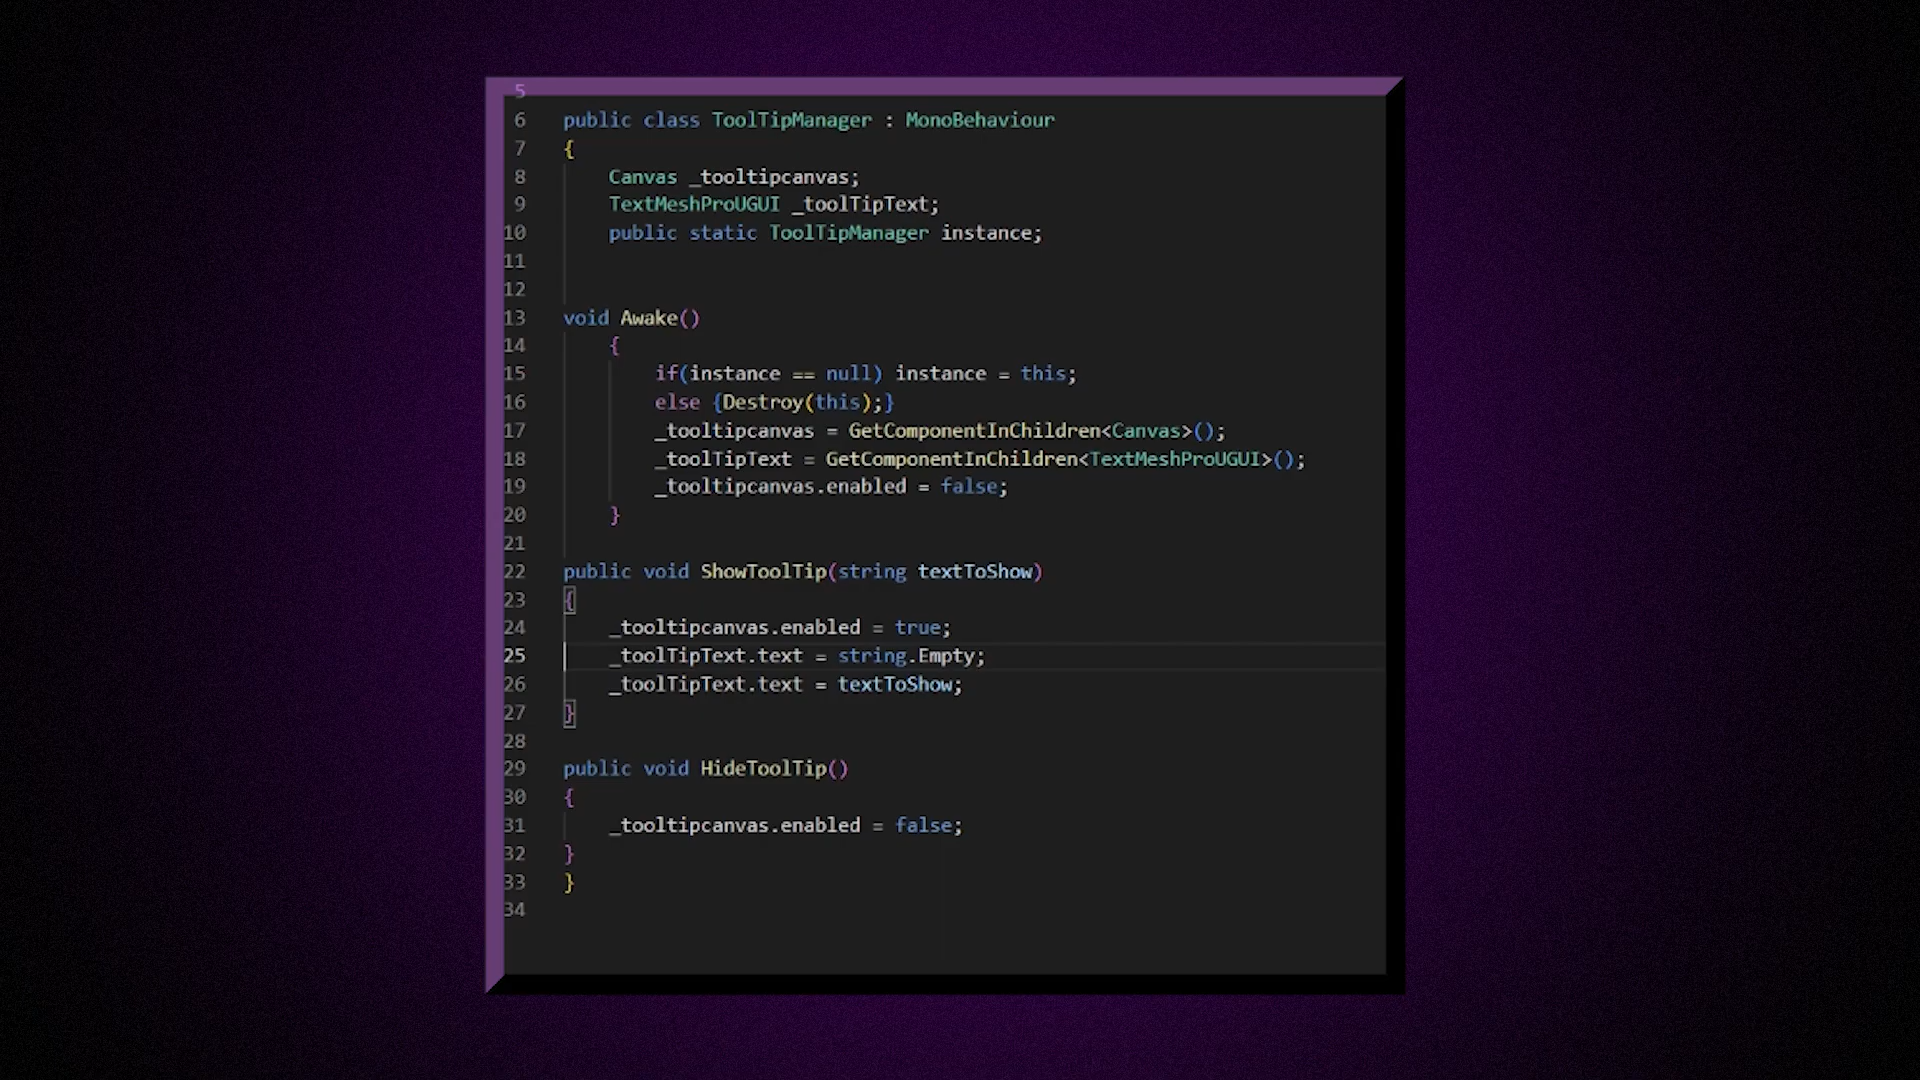 5
6 public class ToolTipManager : MonoBehaviour
7 {
8 Canvas _tooltipcanvas;
9 TextMeshProUGUI _toolTipText;
10 public static ToolTipManager instance;
11
12
13 void Awake()
14 {
15 if(instance == null) instance = this;
16 else {Destroy(this);}
17 _tooltipcanvas = GetComponentInChildren<Canvas>();
18 _toolTipText = GetComponentInChildren<TextMeshProUGUI>();
19 _tooltipcanvas.enabled = false;
20 }
21
22 public void ShowToolTip(string textToShow)
23 {
24 _tooltipcanvas.enabled = true;
25 _toolTipText.text = string.Empty;
26 _toolTipText.text = textToShow;
27 }
28
29 public void HideToolTip()
30 {
31 _tooltipcanvas.enabled = false;
32 }
33 }
34